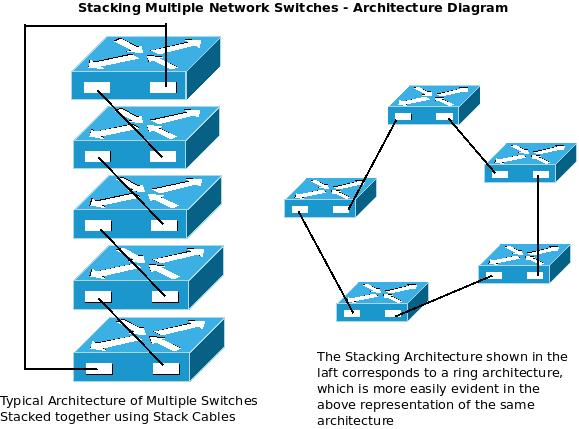 Stacking Multiple Network Switches - Architecture Diagram
The Stacking Architecture shown in the
laft corresponds to a ring architecture,
which is more easily evident in the
above representation of the same
architecture
Typical Architecture of Multiple Switches
Stacked together using Stack Cables